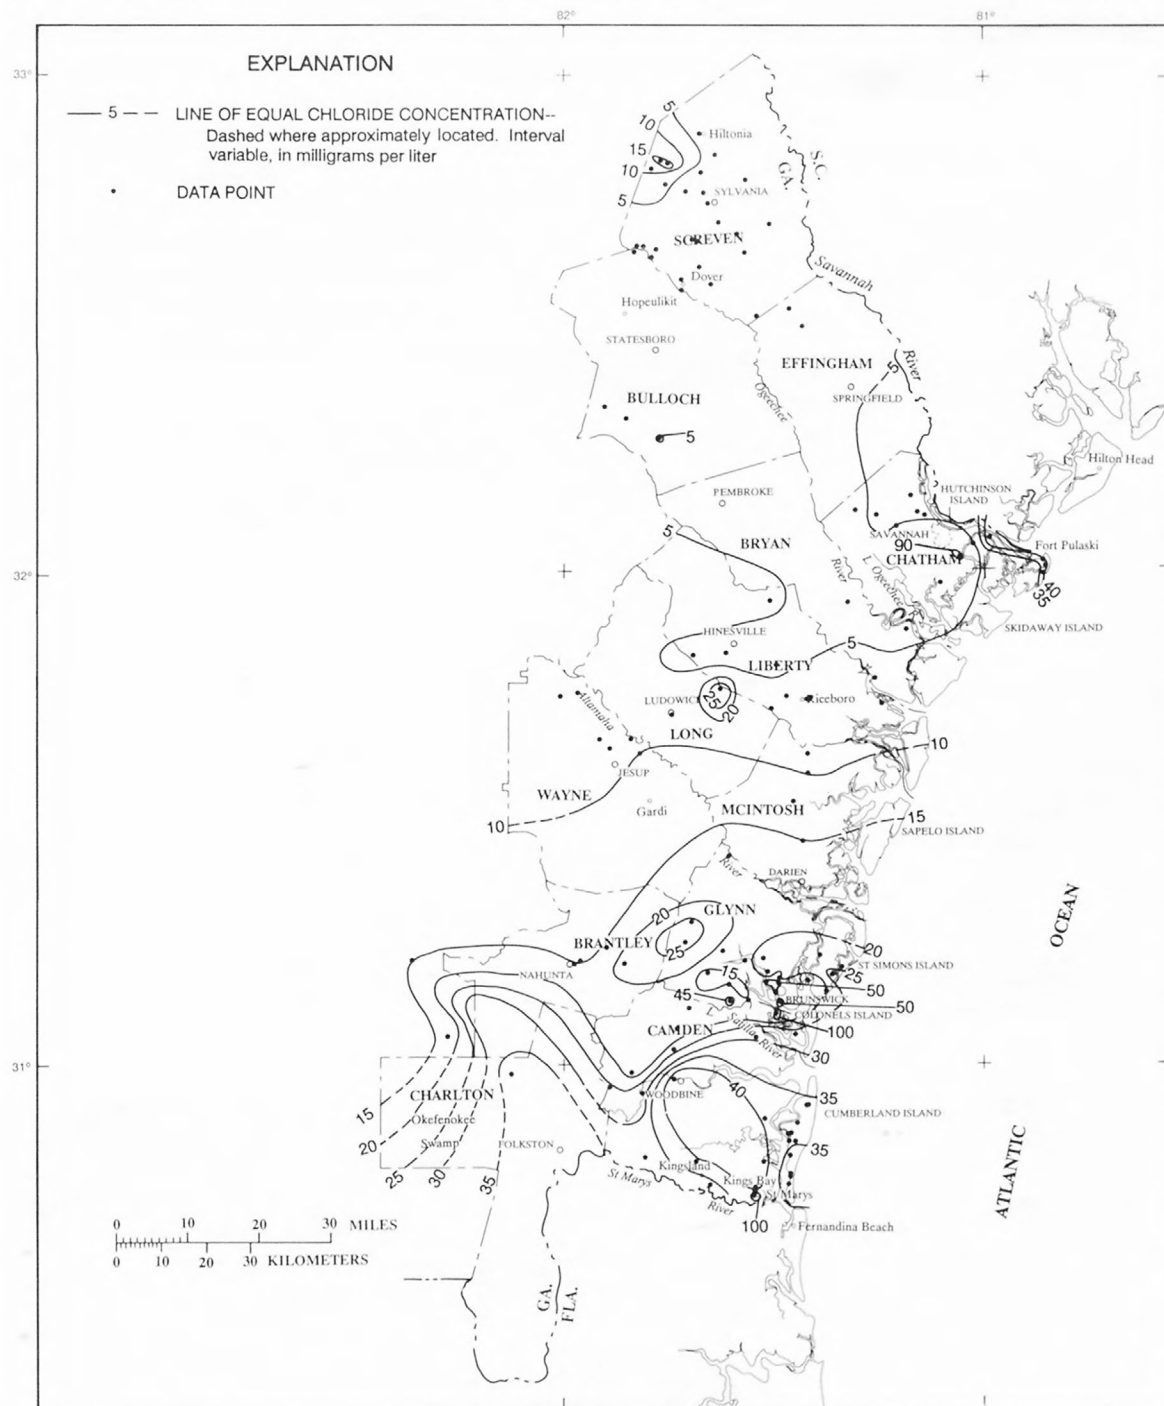 82°
81°
33°
EXPLANATION
5 LINE OF EQUAL CHLORIDE CONCENTRATION--
Dashed where approximately located. Interval
variable, in milligrams per liter
DATA POINT
5
10
15
10
5
Hiltonia
S.C.
GA.
SYLVANIA
SCREVEN
Dover
Savannah
River
Hopeulikit
STATESBORO
EFFINGHAM
5
SPRINGFIELD
Ogeechee
BULLOCH
5
Hilton Head
PEMBROKE
HUTCHINSON
ISLAND
5
BRYAN
SAVANNAH
90
CHATHAM
Fort Pulaski
40
35
32°
River
L. Ogeechee R
SKIDAWAY ISLAND
HINESVILLE
5
LIBERTY
LUDOWICI
25
20
Riceboro
Altamaha
LONG
10
JESUP
WAYNE
Gardi
MCINTOSH
10
15
SAPELO ISLAND
River
DARIEN
OCEAN
20
GLYNN
BRANTLEY
25
20
NAHUNTA
15
25
ST SIMONS ISLAND
45
50
BRUNSWICK
50
COLONELS ISLAND
L. Satilla River
100
CAMDEN
30
31°
CHARLTON
WOODBINE
40
35
15
Okefenokee
Swamp
CUMBERLAND ISLAND
20
25
30
35
FOLKSTON
35
Kingsland
Kings Bay
St Marys
St Marys
River
100
Fernandina Beach
ATLANTIC
0 10 20 30 MILES
0 10 20 30 KILOMETERS
GA.
FLA.